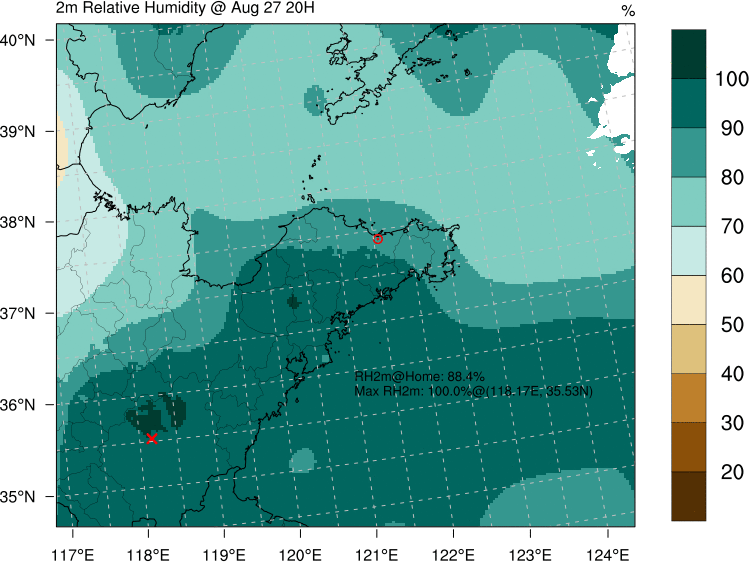 2m Relative Humidity @ Aug 27 20H
%
40°N
39°N
38°N
37°N
36°N
35°N
100
90
80
70
60
50
40
30
20
RH2m@Home: 88.4%
Max RH2m: 100.0%@(118.17E, 35.53N)
117°E 118°E 119°E 120°E 121°E 122°E 123°E 124°E